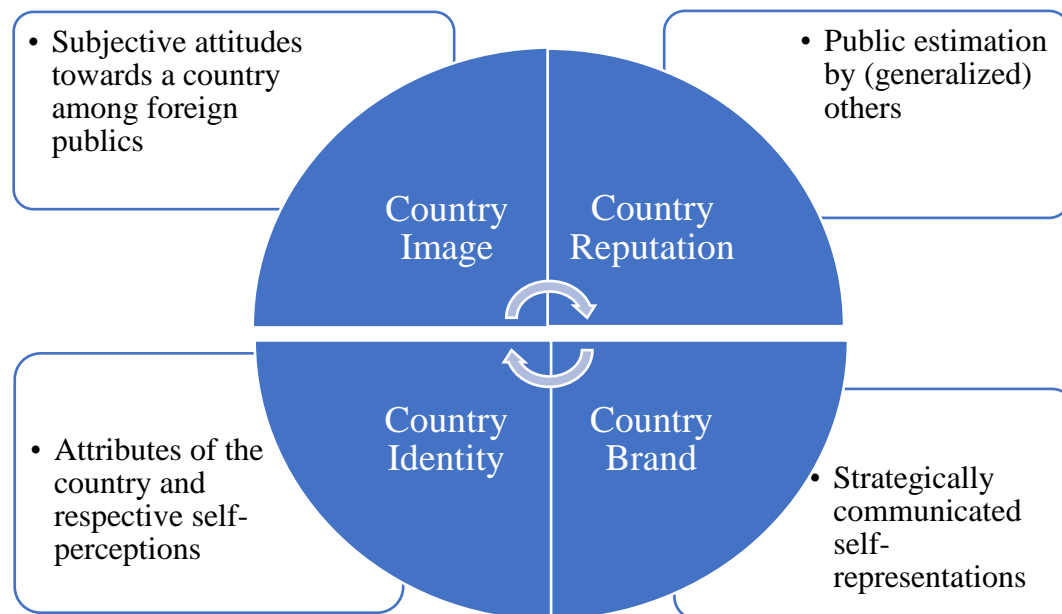 • Subjective attitudes
towards a country
among foreign
publics
• Public estimation
by (generalized)
others
Country
Image
Country
Reputation
Country
Identity
Country
Brand
• Attributes of the
country and
respective self-
perceptions
• Strategically
communicated
self-
representations